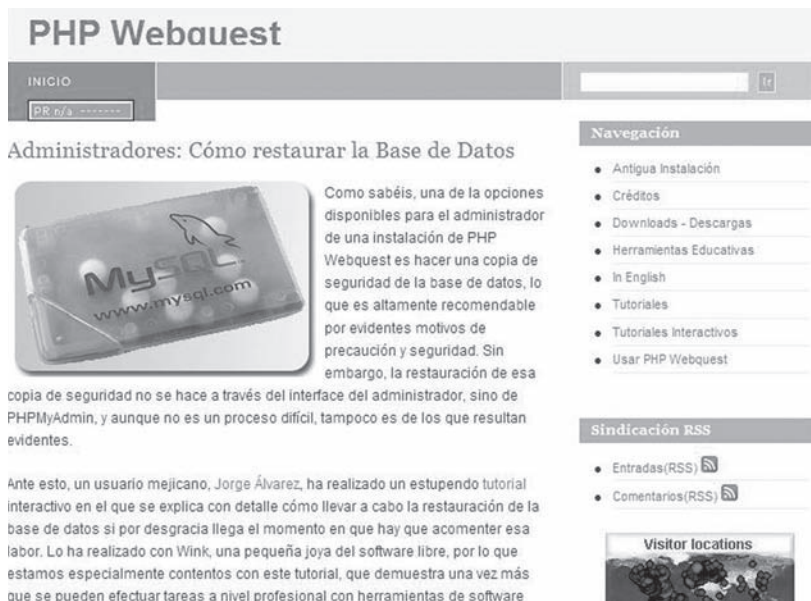 PHP Webquest
INICIO
Ir
PR n/a -------
Administradores: Cómo restaurar la Base de Datos
MySQL
www.mysql.com
Como sabéis, una de la opciones
disponibles para el administrador
de una instalación de PHP
Webquest es hacer una copia de
seguridad de la base de datos, lo
que es altamente recomendable
por evidentes motivos de
precaución y seguridad. Sin
embargo, la restauración de esa
copia de seguridad no se hace a través del interface del administrador, sino de
PHPMyAdmin, y aunque no es un proceso difícil, tampoco es de los que resultan
evidentes.
Ante esto, un usuario mejicano, Jorge Álvarez, ha realizado un estupendo tutorial
interactivo en el que se explica con detalle cómo llevar a cabo la restauración de la
base de datos si por desgracia llega el momento en que hay que acomenter esa
labor. Lo ha realizado con Wink, una pequeña joya del software libre, por lo que
estamos especialmente contentos con este tutorial, que demuestra una vez más
que se pueden efectuar tareas a nivel profesional con herramientas de software
Navegación
Antigua Instalación
Créditos
Downloads - Descargas
Herramientas Educativas
In English
Tutoriales
Tutoriales Interactivos
Usar PHP Webquest
Sindicación RSS
Entradas(RSS)
Comentarios(RSS)
Visitor locations